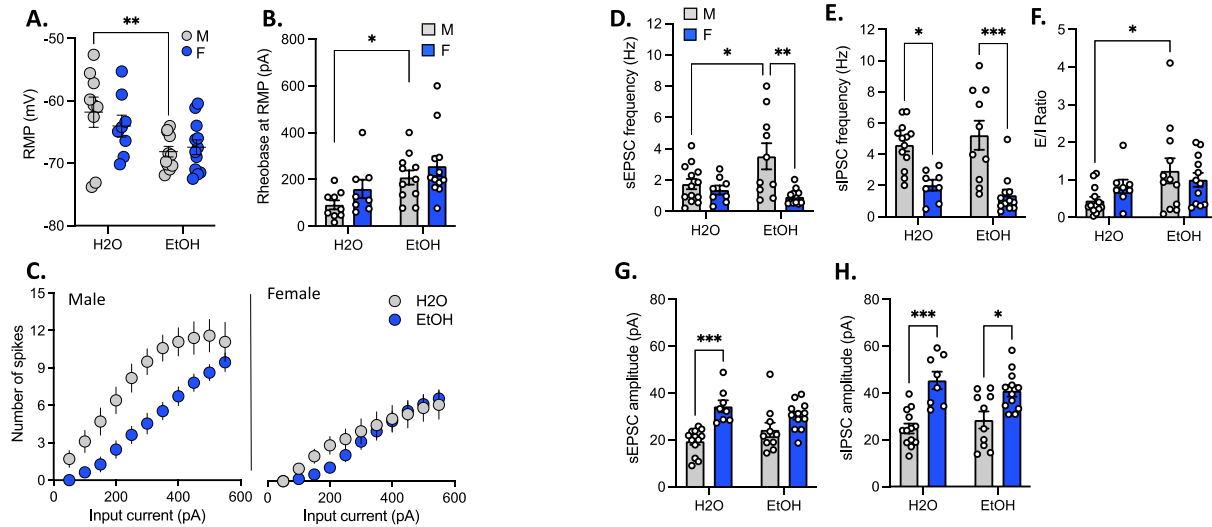 A.
**
M
F
RMP (mV)
-50
-60
-70
-80
H2O
EtOH
B.
*
M
F
Rheobase at RMP (pA)
800
600
400
200
0
H2O
EtOH
C.
Male
Female
H2O
EtOH
Number of spikes
15
12
9
6
3
0
0
200
400
600
Input current (pA)
0
200
400
600
Input current (pA)
D.
M
F
*
**
sEPSC frequency (Hz)
12
10
8
6
4
2
0
H2O
EtOH
E.
*
***
sIPSC frequency (Hz)
12
10
8
6
4
2
0
H2O
EtOH
F.
*
E/I Ratio
5
4
3
2
1
0
H2O
EtOH
G.
***
sEPSC amplitude (pA)
80
60
40
20
0
H2O
EtOH
H.
***
*
sIPSC amplitude (pA)
80
60
40
20
0
H2O
EtOH